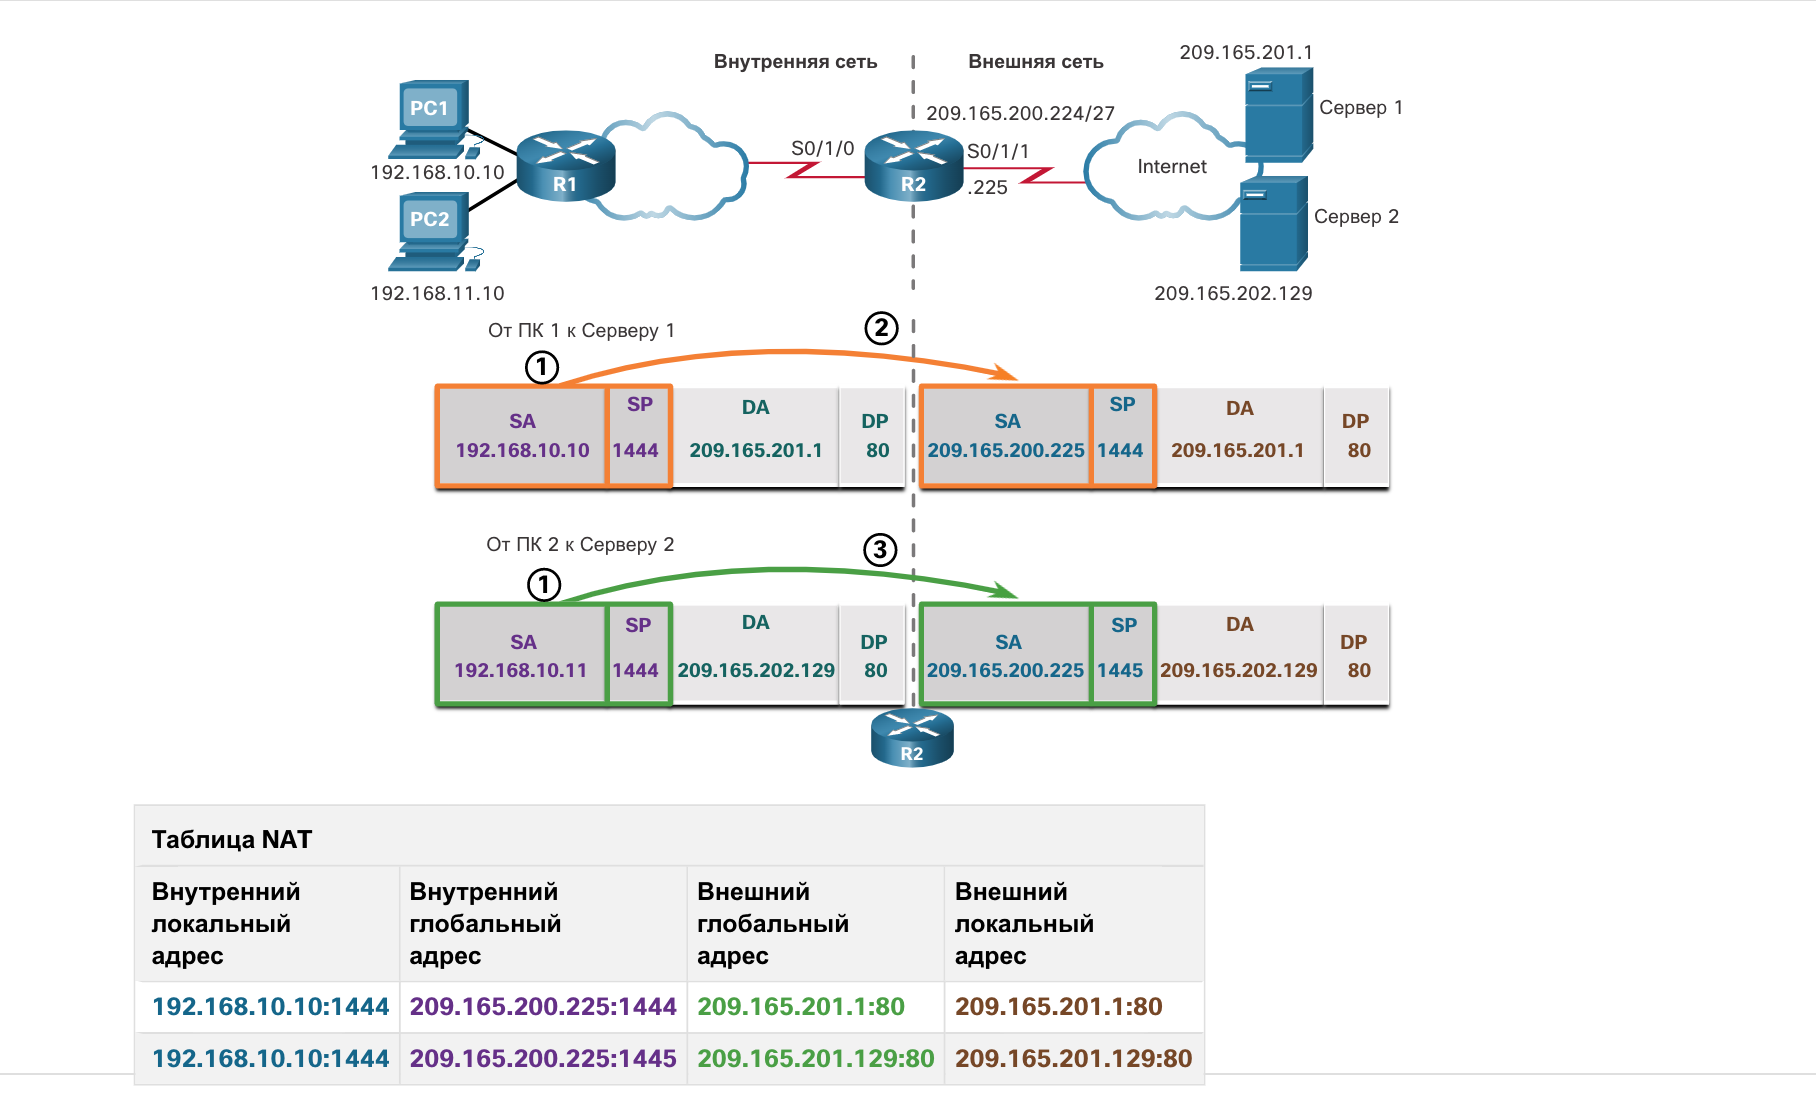 Внутренняя сеть
Внешняя сеть
209.165.201.1
PC1
209.165.200.224/27
Сервер 1
S0/1/0
S0/1/1
Internet
192.168.10.10
R1
R2
.225
PC2
Сервер 2
192.168.11.10
209.165.202.129
От ПК 1 к Серверу 1
2
1
SA
192.168.10.10
SP
1444
DA
209.165.201.1
DP
80
SA
209.165.200.225
SP
1444
DA
209.165.201.1
DP
80
От ПК 2 к Серверу 2
3
1
SA
192.168.10.11
SP
1444
DA
209.165.202.129
DP
80
SA
209.165.200.225
SP
1445
DA
209.165.202.129
DP
80
R2
Таблица NAT
Внутренний
локальный
адрес
Внутренний
глобальный
адрес
Внешний
глобальный
адрес
Внешний
локальный
адрес
192.168.10.10:1444 209.165.200.225:1444 209.165.201.1:80 209.165.201.1:80
192.168.10.10:1444 209.165.200.225:1445 209.165.201.129:80 209.165.201.129:80